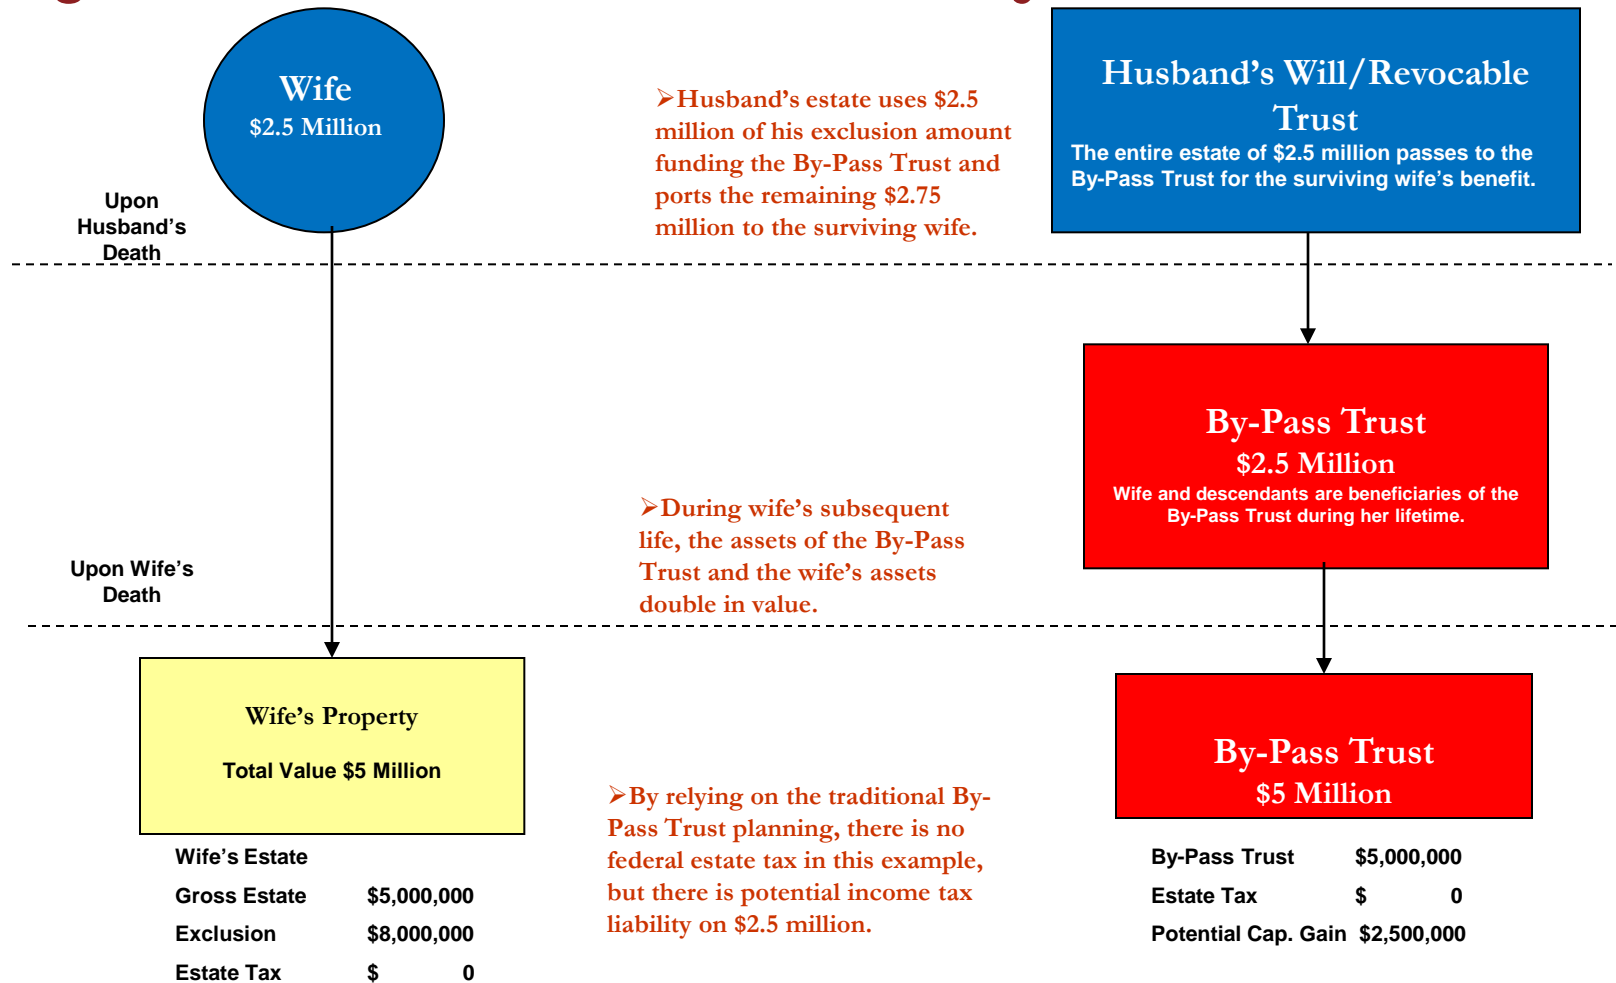 Wife
$2.5 Million
➢Husband’s estate uses $2.5
million of his exclusion amount
funding the By-Pass Trust and
ports the remaining $2.75
million to the surviving wife.
Husband’s Will/Revocable
Trust
The entire estate of $2.5 million passes to the
By-Pass Trust for the surviving wife’s benefit.
Upon
Husband’s
Death
By-Pass Trust
$2.5 Million
Wife and descendants are beneficiaries of the
By-Pass Trust during her lifetime.
➢During wife’s subsequent
life, the assets of the By-Pass
Trust and the wife’s assets
double in value.
Upon Wife’s
Death
Wife’s Property
Total Value $5 Million
By-Pass Trust
$5 Million
➢By relying on the traditional By-
Pass Trust planning, there is no
federal estate tax in this example,
but there is potential income tax
liability on $2.5 million.
Wife’s Estate
Gross Estate $5,000,000
Exclusion $8,000,000
Estate Tax $ 0
By-Pass Trust $5,000,000
Estate Tax $ 0
Potential Cap. Gain $2,500,000